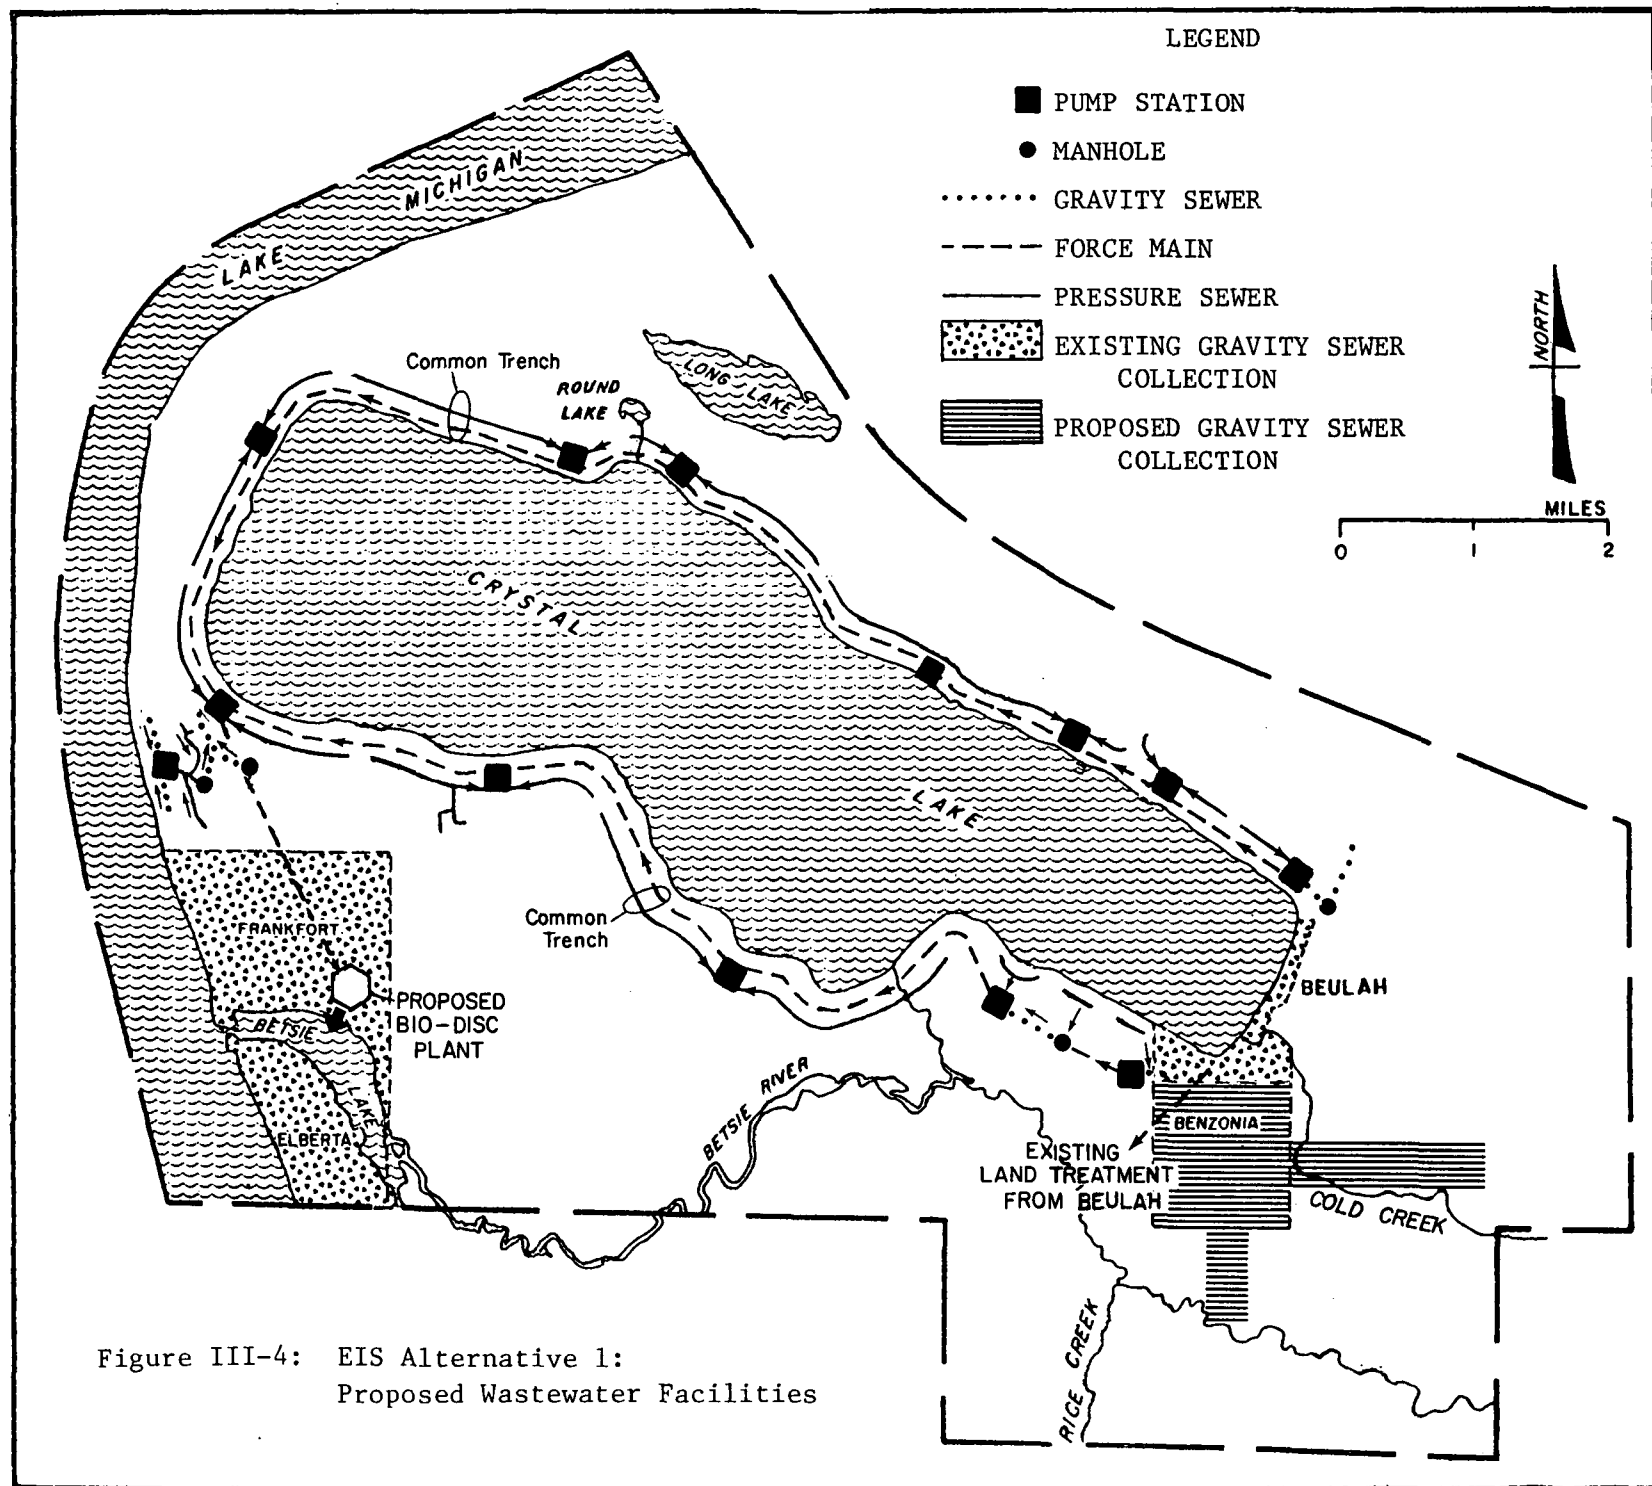 LEGEND
PUMP STATION
MANHOLE
GRAVITY SEWER
FORCE MAIN
PRESSURE SEWER
EXISTING GRAVITY SEWER
COLLECTION
PROPOSED GRAVITY SEWER
COLLECTION
NORTH
MILES
0 1 2
LAKE MICHIGAN
Common Trench
ROUND
LAKE
LONG LAKE
CRYSTAL
LAKE
Common
Trench
FRANKFORT
PROPOSED
BIO-DISC
PLANT
BETSIE
LAKE
ELBERTA
BETSIE RIVER
BEULAH
BENZONIA
EXISTING
LAND TREATMENT
FROM BEULAH
COLD CREEK
RICE CREEK
Figure III-4: EIS Alternative 1:
Proposed Wastewater Facilities